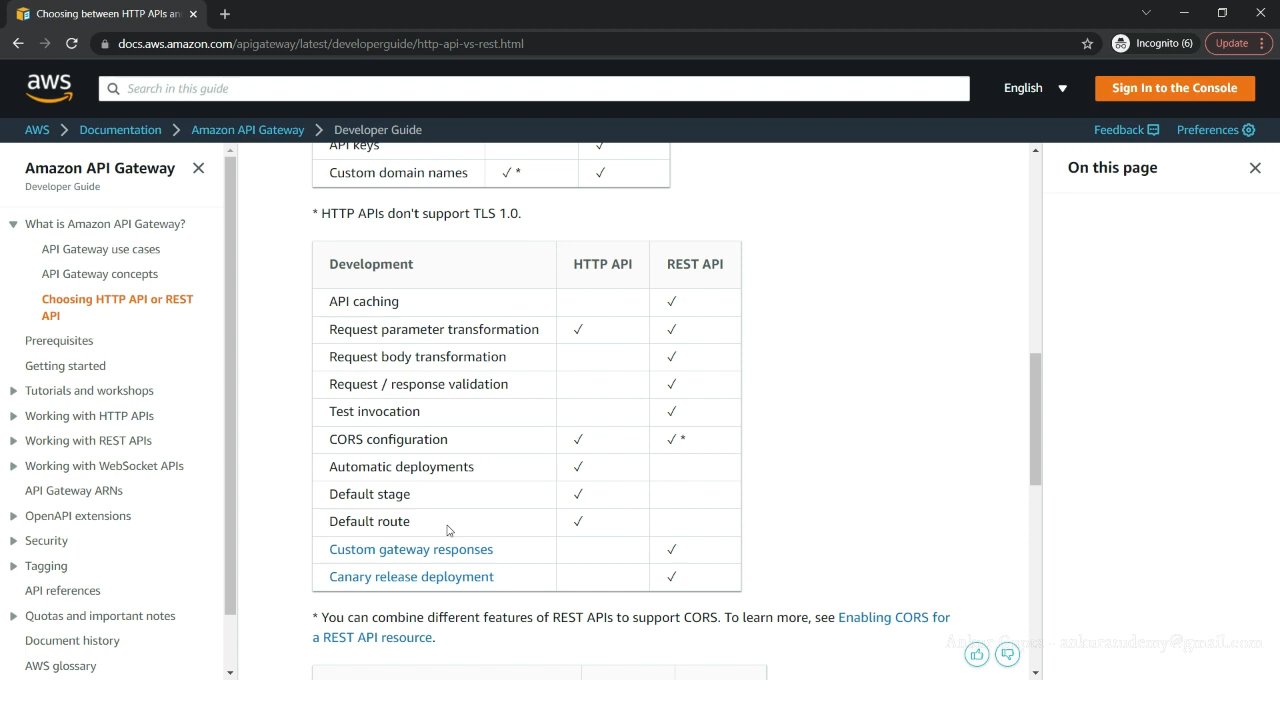 Choosing between HTTP APIs an
docs.aws.amazon.com/apigateway/latest/developerguide/http-api-vs-rest.html
Incognito (6)
Update
aws
Search in this guide
English
Sign In to the Console
AWS
Documentation
Amazon API Gateway
Developer Guide
Feedback
Preferences
Amazon API Gateway
Developer Guide
What is Amazon API Gateway?
API Gateway use cases
API Gateway concepts
Choosing HTTP API or REST
API
Prerequisites
Getting started
Tutorials and workshops
Working with HTTP APIs
Working with REST APIs
Working with WebSocket APIs
API Gateway ARNs
OpenAPI extensions
Security
Tagging
API references
Quotas and important notes
Document history
AWS glossary
API keys ✓
Custom domain names ✓ * ✓
* HTTP APIs don't support TLS 1.0.
Development HTTP API REST API
API caching ✓
Request parameter transformation ✓ ✓
Request body transformation ✓
Request / response validation ✓
Test invocation ✓
CORS configuration ✓ ✓ *
Automatic deployments ✓
Default stage ✓
Default route ✓
Custom gateway responses ✓
Canary release deployment ✓
* You can combine different features of REST APIs to support CORS. To learn more, see Enabling CORS for
a REST API resource.
On this page
Ankur Gupta - ankuratudemy@gmail.com